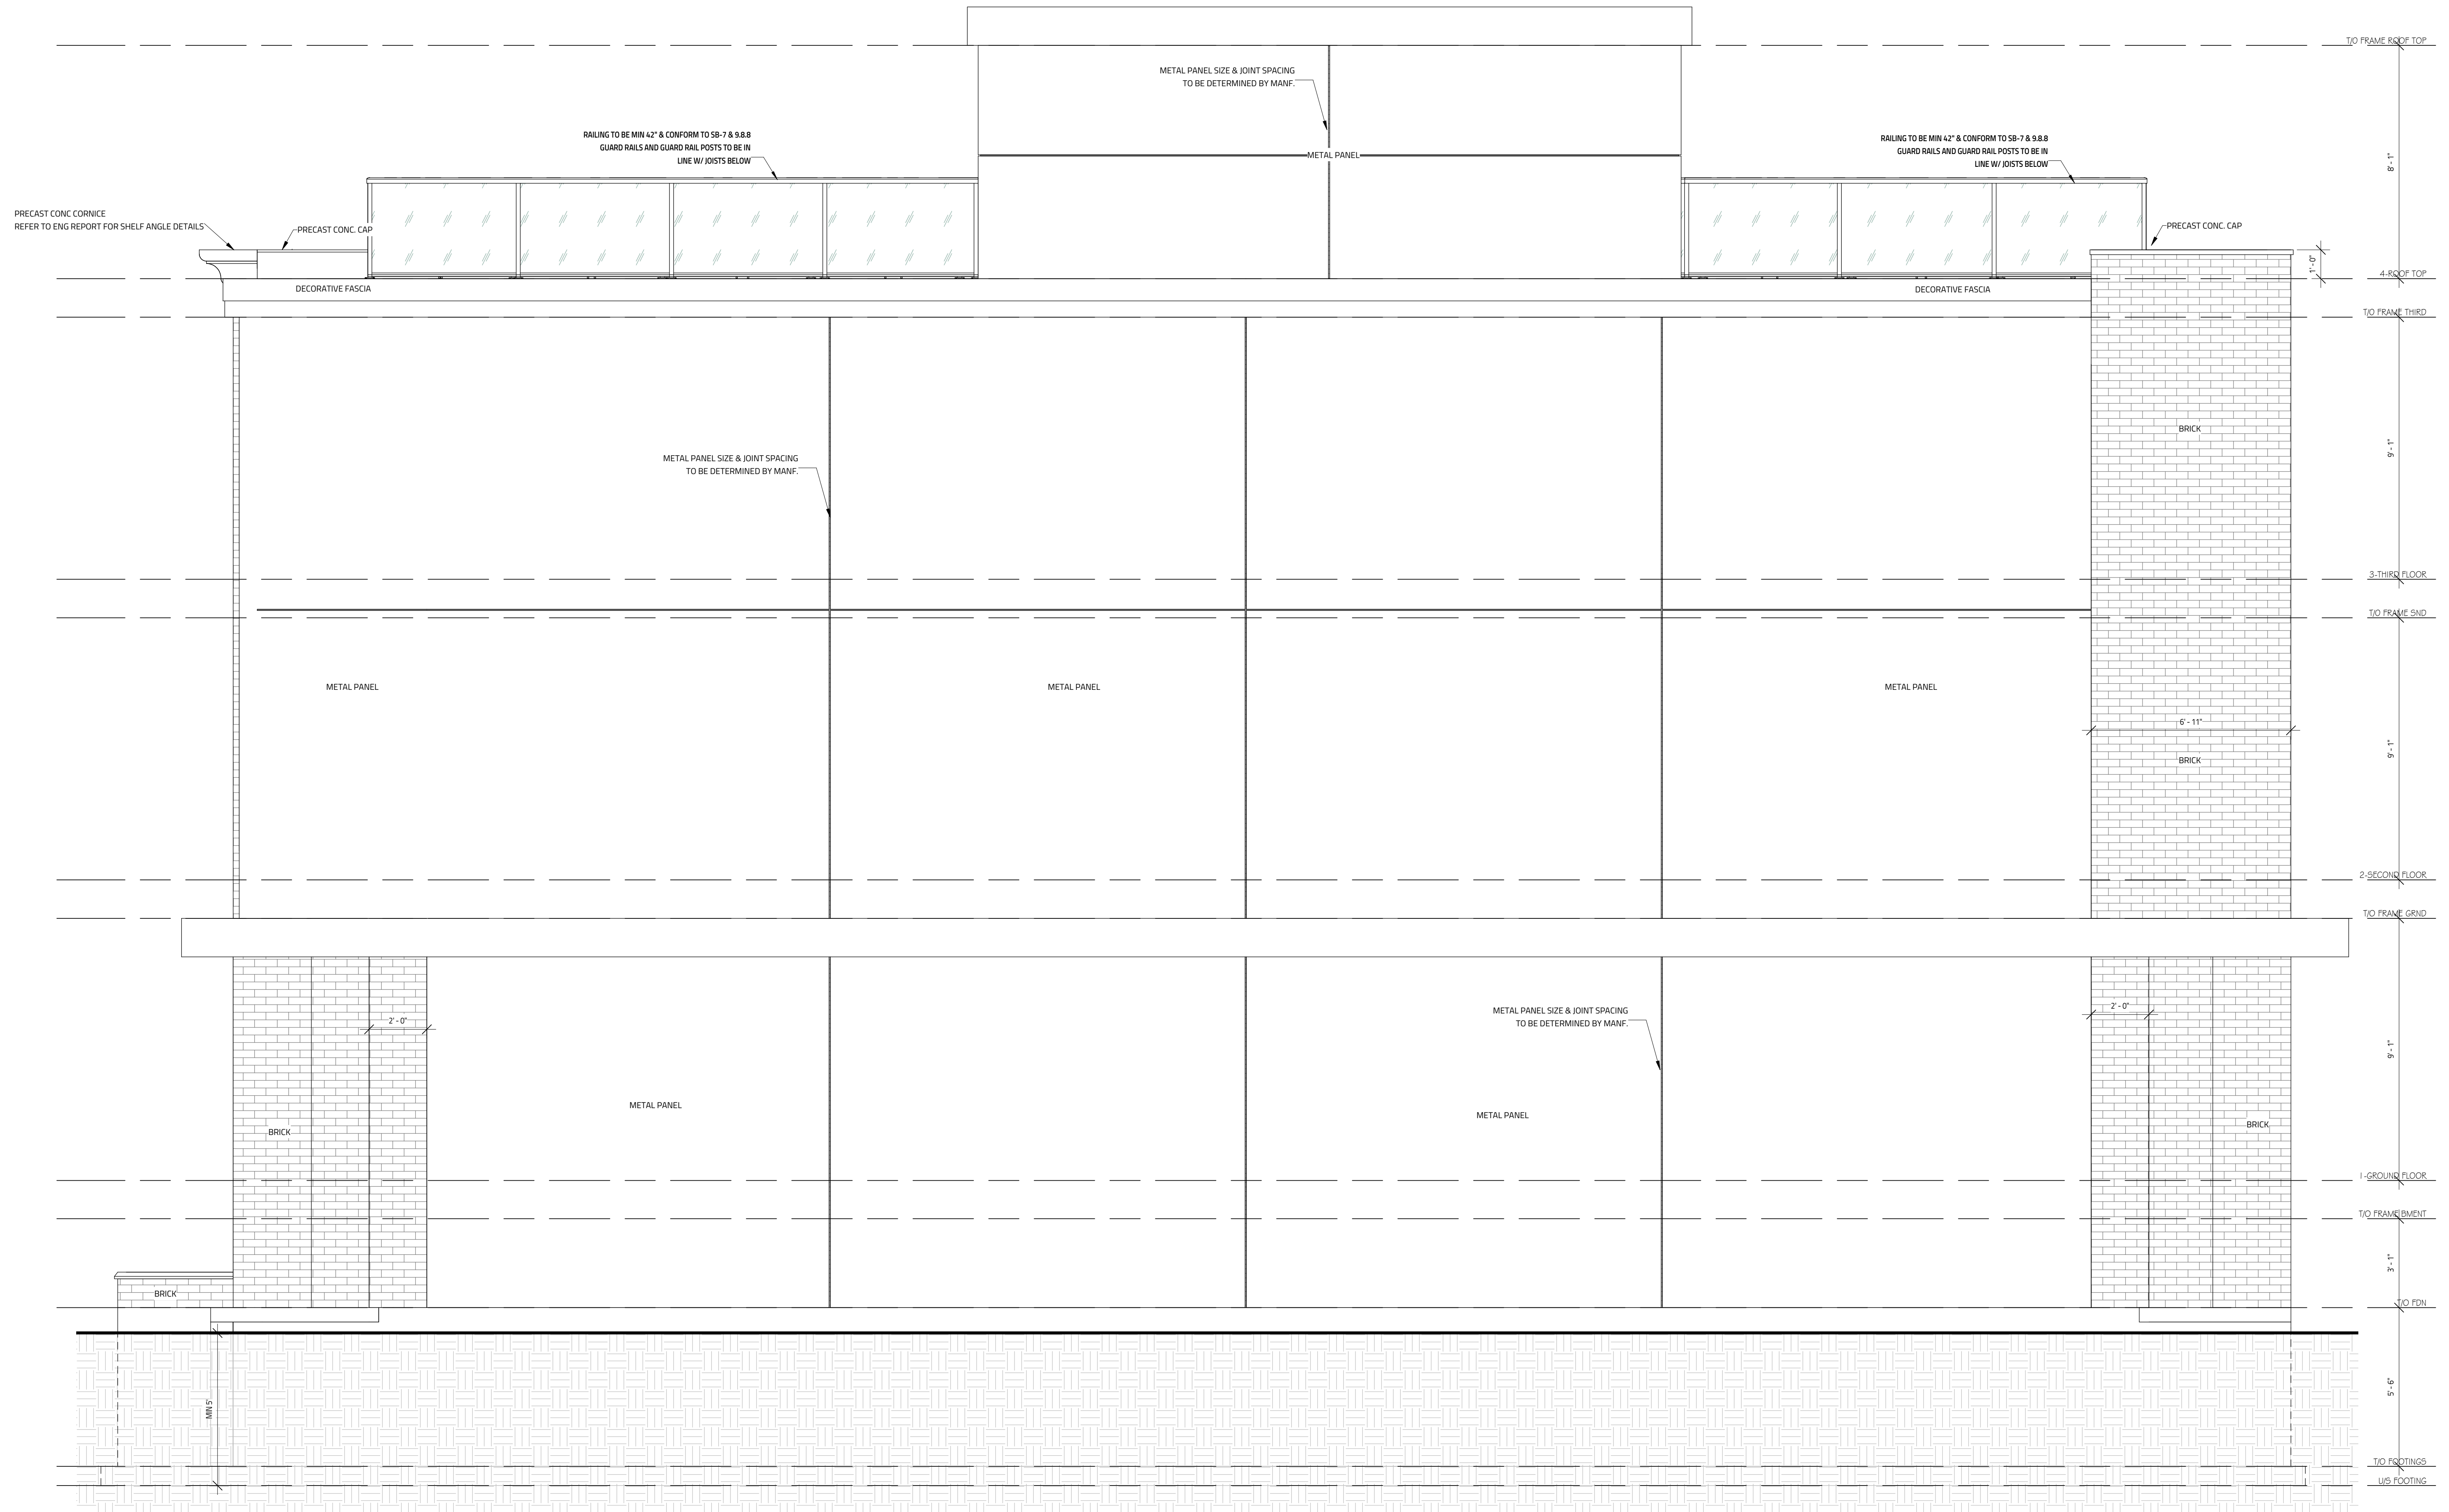 T/O FRAME ROOF TOP
METAL PANEL SIZE & JOINT SPACING
TO BE DETERMINED BY MANF.
8' - 1"
RAILING TO BE MIN 42" & CONFORM TO SB-7 & 9.8.8
GUARD RAILS AND GUARD RAIL POSTS TO BE IN
LINE W/ JOISTS BELOW
RAILING TO BE MIN 42" & CONFORM TO SB-7 & 9.8.8
GUARD RAILS AND GUARD RAIL POSTS TO BE IN
LINE W/ JOISTS BELOW
METAL PANEL
PRECAST CONC CORNICE
REFER TO ENG REPORT FOR SHELF ANGLE DETAILS
PRECAST CONC. CAP
PRECAST CONC. CAP
1' - 0"
4-ROOF TOP
DECORATIVE FASCIA
DECORATIVE FASCIA
T/O FRAME THIRD
BRICK
9' - 1"
METAL PANEL SIZE & JOINT SPACING
TO BE DETERMINED BY MANF.
3-THIRD FLOOR
T/O FRAME SND
METAL PANEL
METAL PANEL
METAL PANEL
6' - 11"
9' - 1"
BRICK
2-SECOND FLOOR
T/O FRAME GRND
METAL PANEL SIZE & JOINT SPACING
TO BE DETERMINED BY MANF.
2' - 0"
2' - 0"
9' - 1"
METAL PANEL
METAL PANEL
BRICK
BRICK
1-GROUND FLOOR
T/O FRAME BMENT
3' - 1"
BRICK
T/O FDN
5' - 6"
MIN 5'
T/O FOOTINGS
U/S FOOTING